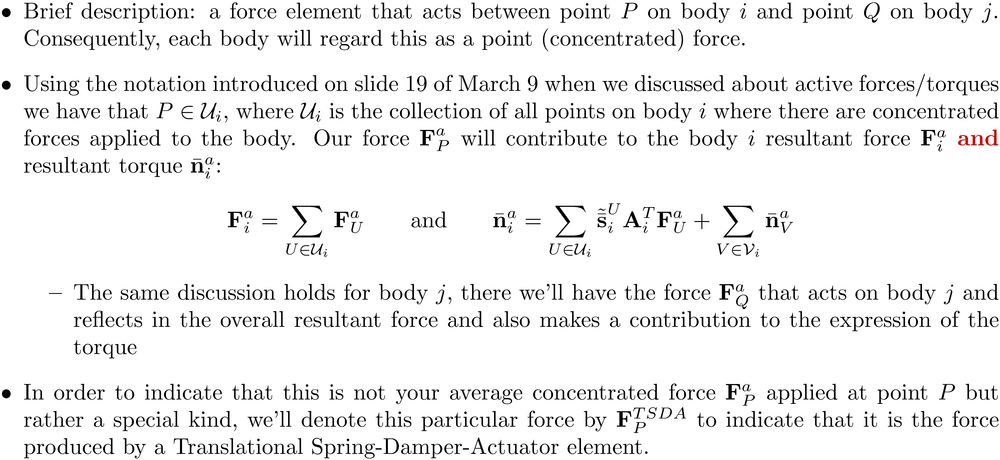 • Brief description: a force element that acts between point P on body i and point Q on body j.
Consequently, each body will regard this as a point (concentrated) force.
• Using the notation introduced on slide 19 of March 9 when we discussed about active forces/torques
we have that P ∈ 𝒰ᵢ, where 𝒰ᵢ is the collection of all points on body i where there are concentrated
forces applied to the body. Our force $\mathbf{F}_P^a$ will contribute to the body i resultant force $\mathbf{F}_i^a$ and
resultant torque $\bar{\mathbf{n}}_i^a$:
$\mathbf{F}_i^a = \sum_{U \in \mathcal{U}_i} \mathbf{F}_U^a$ and $\bar{\mathbf{n}}_i^a = \sum_{U \in \mathcal{U}_i} \tilde{\bar{\mathbf{s}}}_i^U \mathbf{A}_i^T \mathbf{F}_U^a + \sum_{V \in \mathcal{V}_i} \bar{\mathbf{n}}_V^a$
– The same discussion holds for body j, there we'll have the force $\mathbf{F}_Q^a$ that acts on body j and
reflects in the overall resultant force and also makes a contribution to the expression of the
torque
• In order to indicate that this is not your average concentrated force $\mathbf{F}_P^a$ applied at point P but
rather a special kind, we'll denote this particular force by $\mathbf{F}_P^{TSDA}$ to indicate that it is the force
produced by a Translational Spring-Damper-Actuator element.